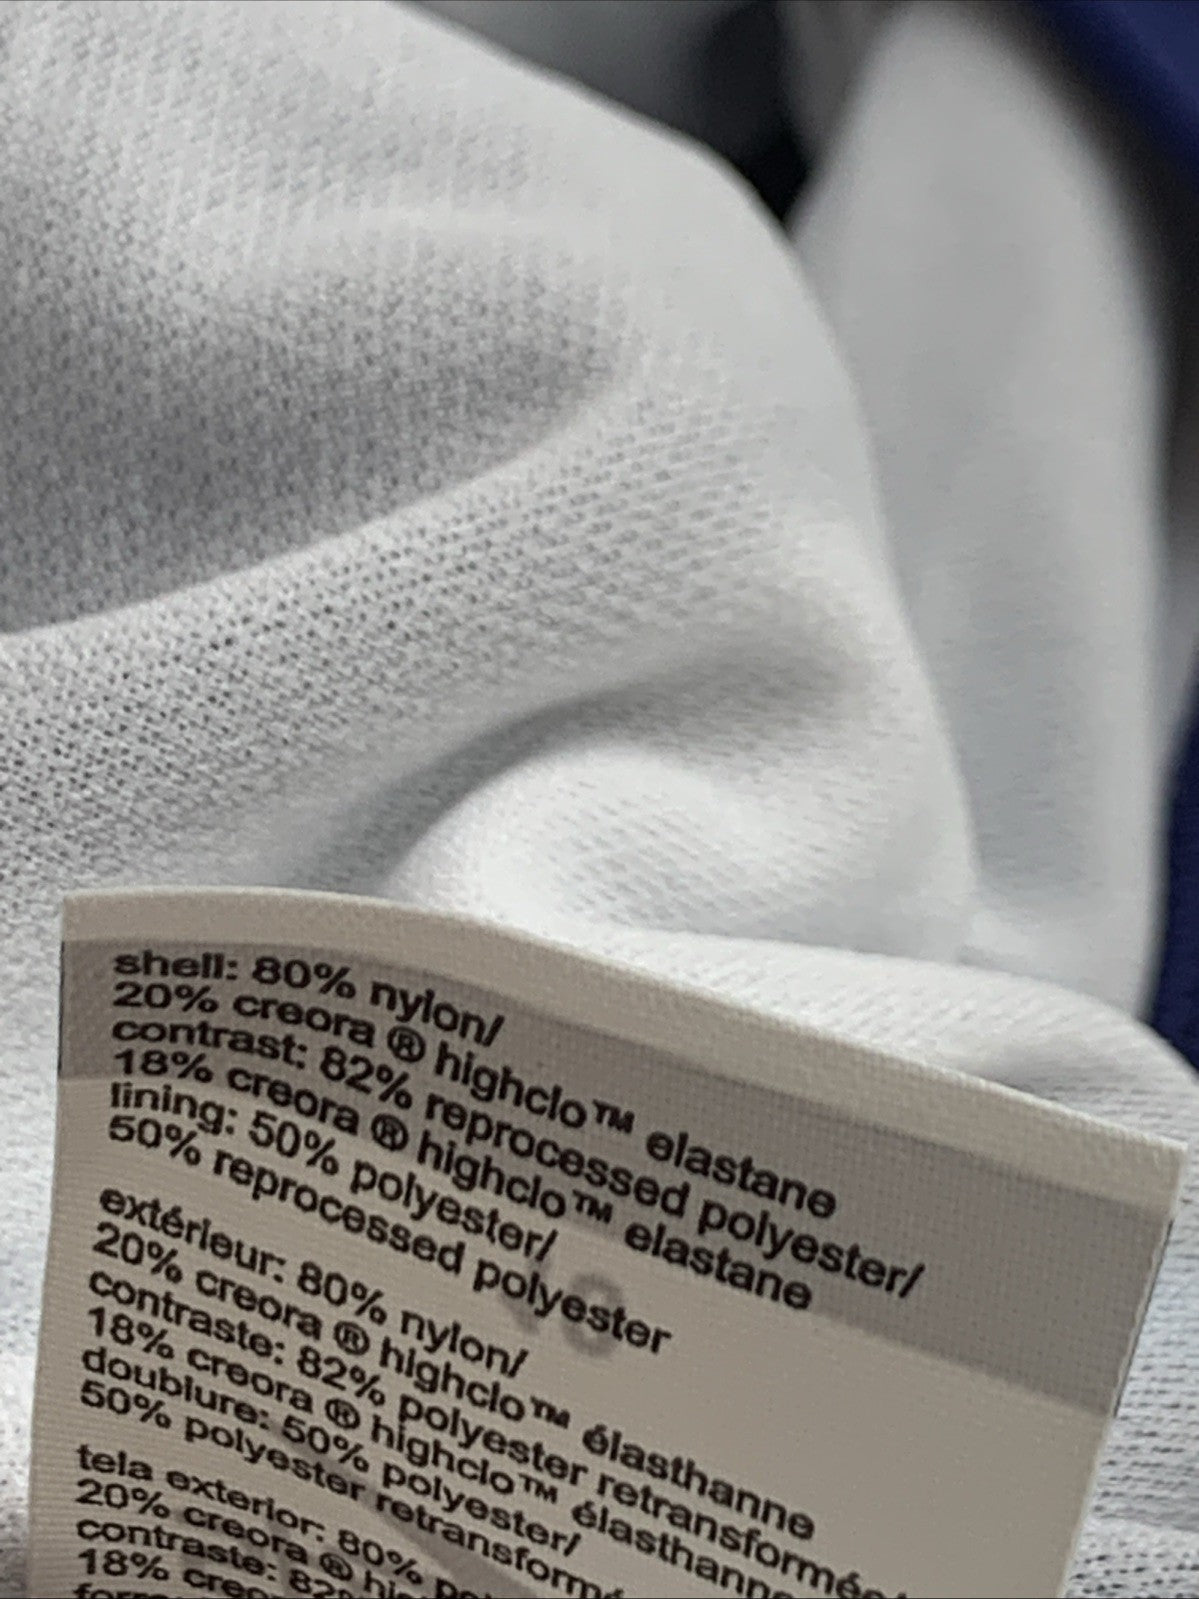 shell: 80% nylon/
20% creora ® highclo™ elastane
contrast: 82% reprocessed polyester/
18% creora ® highclo™ elastane
lining: 50% polyester/
50% reprocessed polyester
extérieur: 80% nylon/
20% creora ® highclo™ élasthanne
contraste: 82% polyester retransformée/
18% creora ® highclo™ élasthanne
doublure: 50% polyester/
50% polyester retransformé
tela exterior: 80%
20% creora ®
contraste:
18%